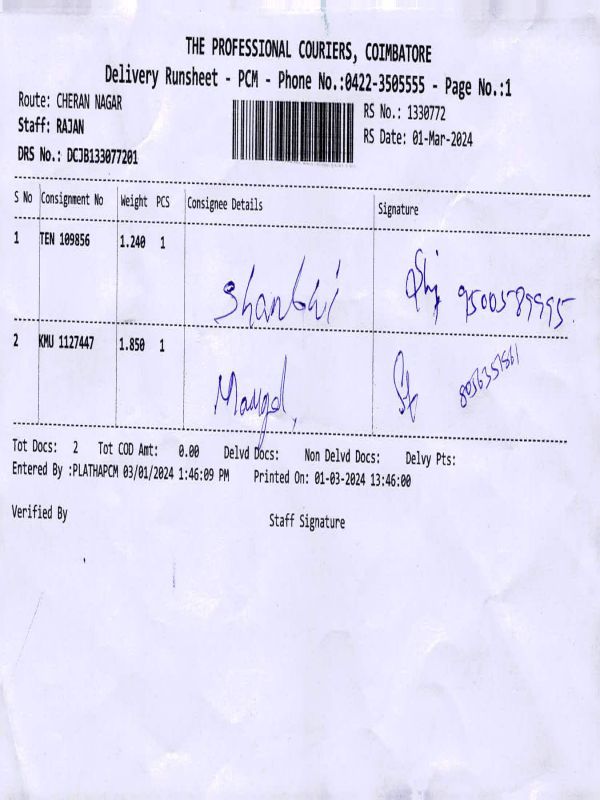 THE PROFESSIONAL COURIERS, COIMBATORE
Delivery Runsheet - PCM - Phone No.:0422-3505555 - Page No.:1
Route: CHERAN NAGAR
RS No.: 1330772
Staff: RAJAN
RS Date: 01-Mar-2024
DRS No.: DCJB133077201
S No Consignment No Weight PCS Consignee Details Signature
1 TEN 109856 1.240 1
Shanthi 9500589995
2 KMU 1127447 1.850 1
8056357861
Tot Docs: 2 Tot COD Amt: 0.00 Delvd Docs: Non Delvd Docs: Delvy Pts:
Entered By :PLATHAPCM 03/01/2024 1:46:09 PM Printed On: 01-03-2024 13:46:00
Verified By Staff Signature